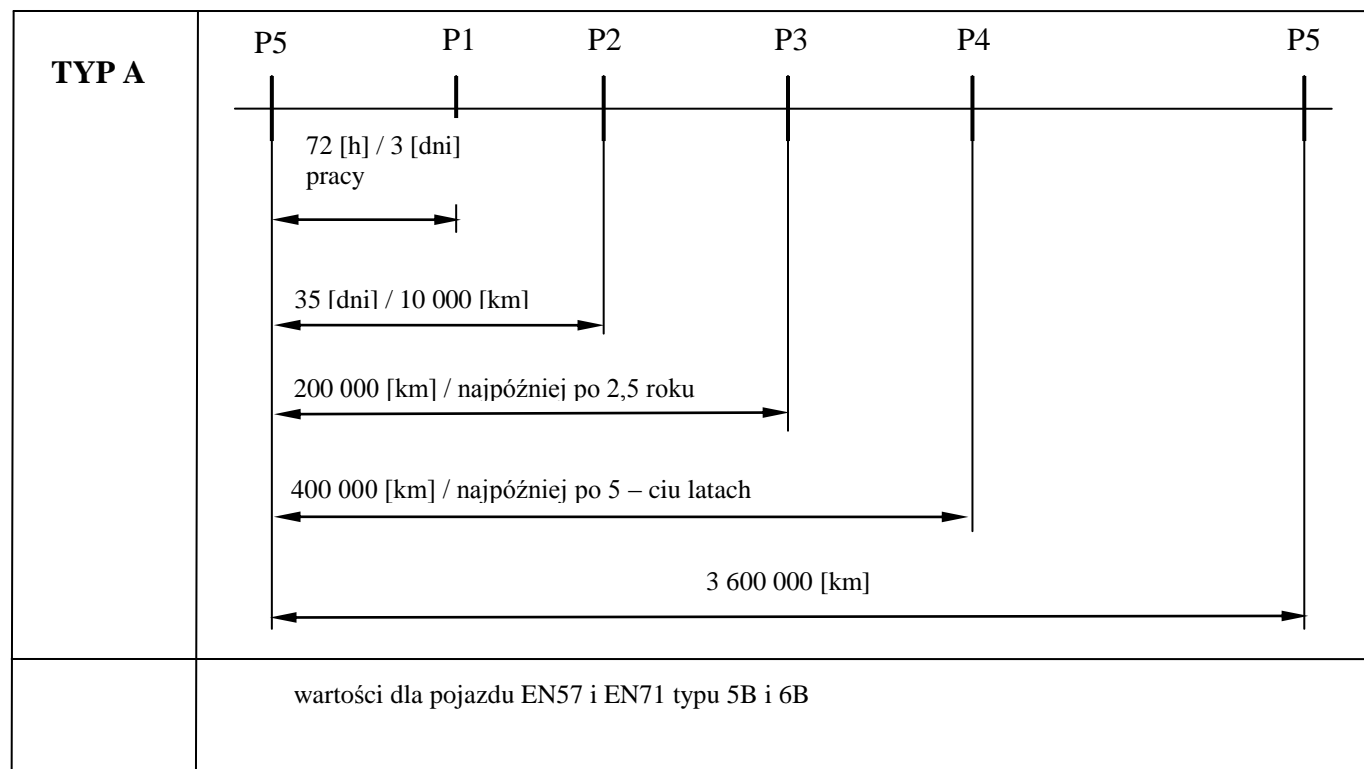 P5 P1 P2 P3 P4 P5
TYP A
72 [h] / 3 [dni]
pracy
35 [dni] / 10 000 [km]
200 000 [km] / najpóźniej po 2,5 roku
400 000 [km] / najpóźniej po 5 – ciu latach
3 600 000 [km]
wartości dla pojazdu EN57 i EN71 typu 5B i 6B